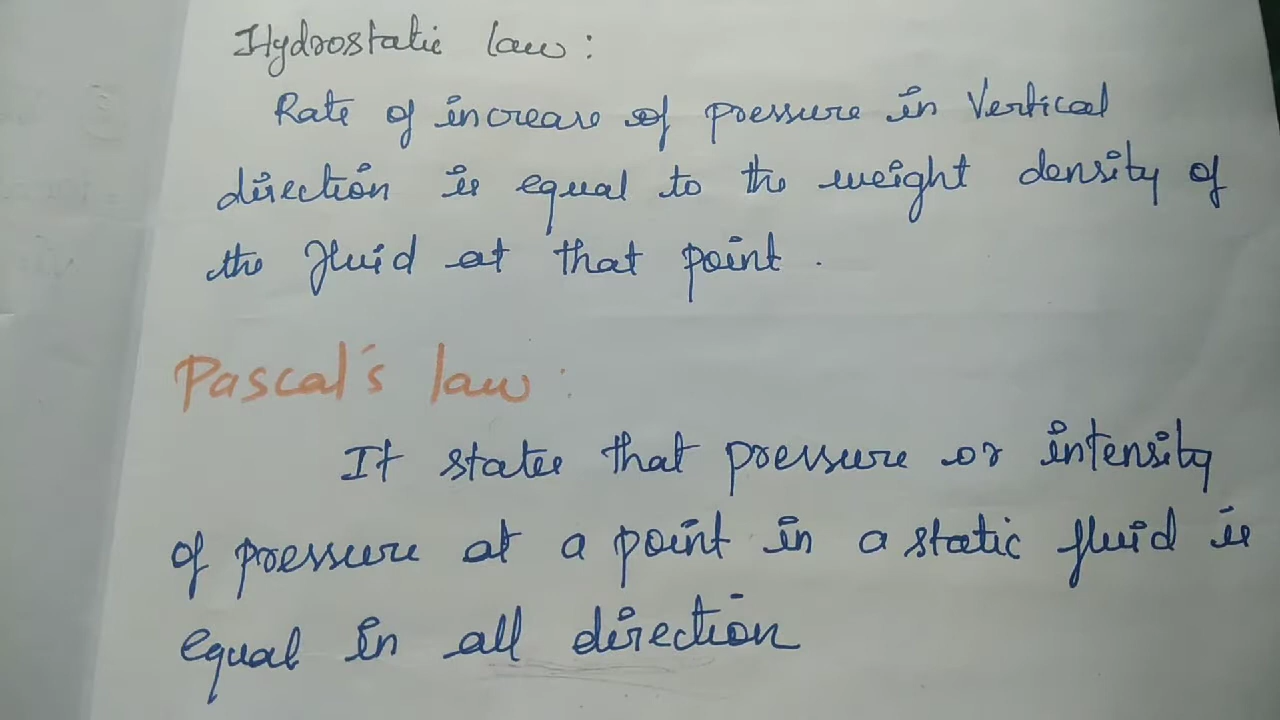 Hydrostatic law:
Rate of increase of pressure in Vertical
direction is equal to the weight density of
the fluid at that point.
Pascal's law:
It states that pressure or intensity
of pressure at a point in a static fluid is
equal in all direction